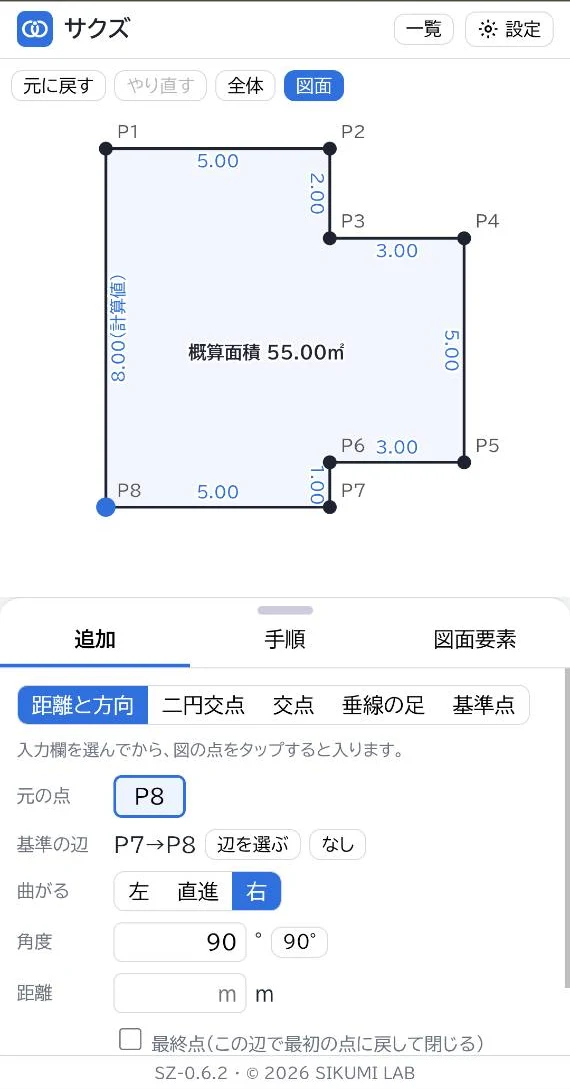 サクズ 一覧 設定
元に戻す やり直す 全体 図面
P1 P2
5.00
2.00
P3 P4
3.00
8.00(計算値)
概算面積 55.00㎡
5.00
P6 3.00 P5
P8 5.00 1.00 P7
追加 手順 図面要素
距離と方向 二円交点 交点 垂線の足 基準点
入力欄を選んでから、図の点をタップすると入ります。
元の点 P8
基準の辺 P7→P8 辺を選ぶ なし
曲がる 左 直進 右
角度 90 ° 90°
距離 m m
最終点(この辺で最初の点に戻して閉じる)
SZ-0.6.2・© 2026 SIKUMI LAB